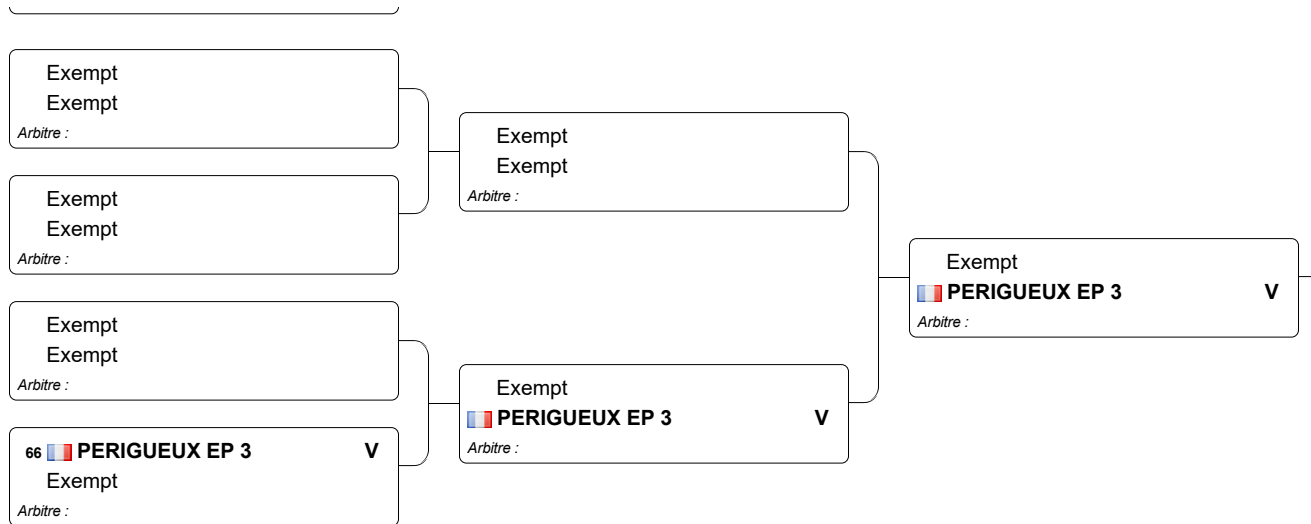 Exempt
Exempt
Arbitre :
Exempt
Exempt
Arbitre :
Exempt
Exempt
Arbitre :
66 PERIGUEUX EP 3 V
Exempt
Arbitre :
Exempt
Exempt
Arbitre :
Exempt
PERIGUEUX EP 3 V
Arbitre :
Exempt
PERIGUEUX EP 3 V
Arbitre :